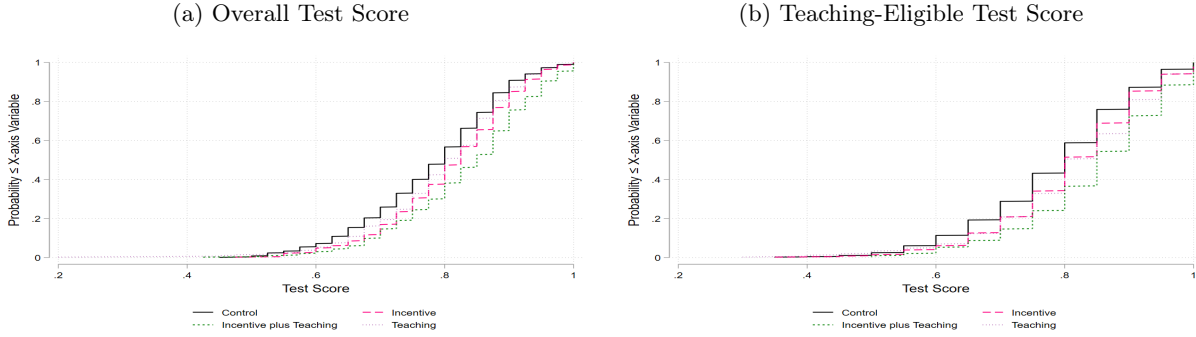 (a) Overall Test Score
Probability ≤ X-axis Variable
1
.8
.6
.4
.2
0
.2 .4 .6 .8 1
Test Score
Control Incentive
Incentive plus Teaching Teaching
(b) Teaching-Eligible Test Score
Probability ≤ X-axis Variable
1
.8
.6
.4
.2
0
.2 .4 .6 .8 1
Test Score
Control Incentive
Incentive plus Teaching Teaching